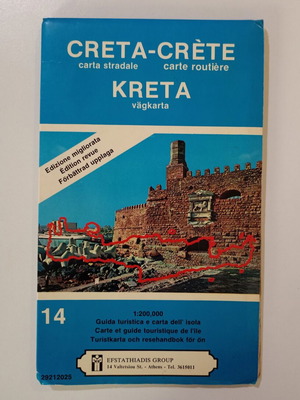 CRETA-CRÈTE
carta stradale carte routière
KRETA
vägkarta
Edizione migliorata
Edition revue
Förbättrad upplaga
14
1:200,000
Guida turistica e carta dell' isola
Carte et guide touristique de l'île
Turistkarta och resehandbok för ön
EFSTATHIADIS GROUP
14 Valtetsiou St. - Athens - Tel. 3615011
20212025